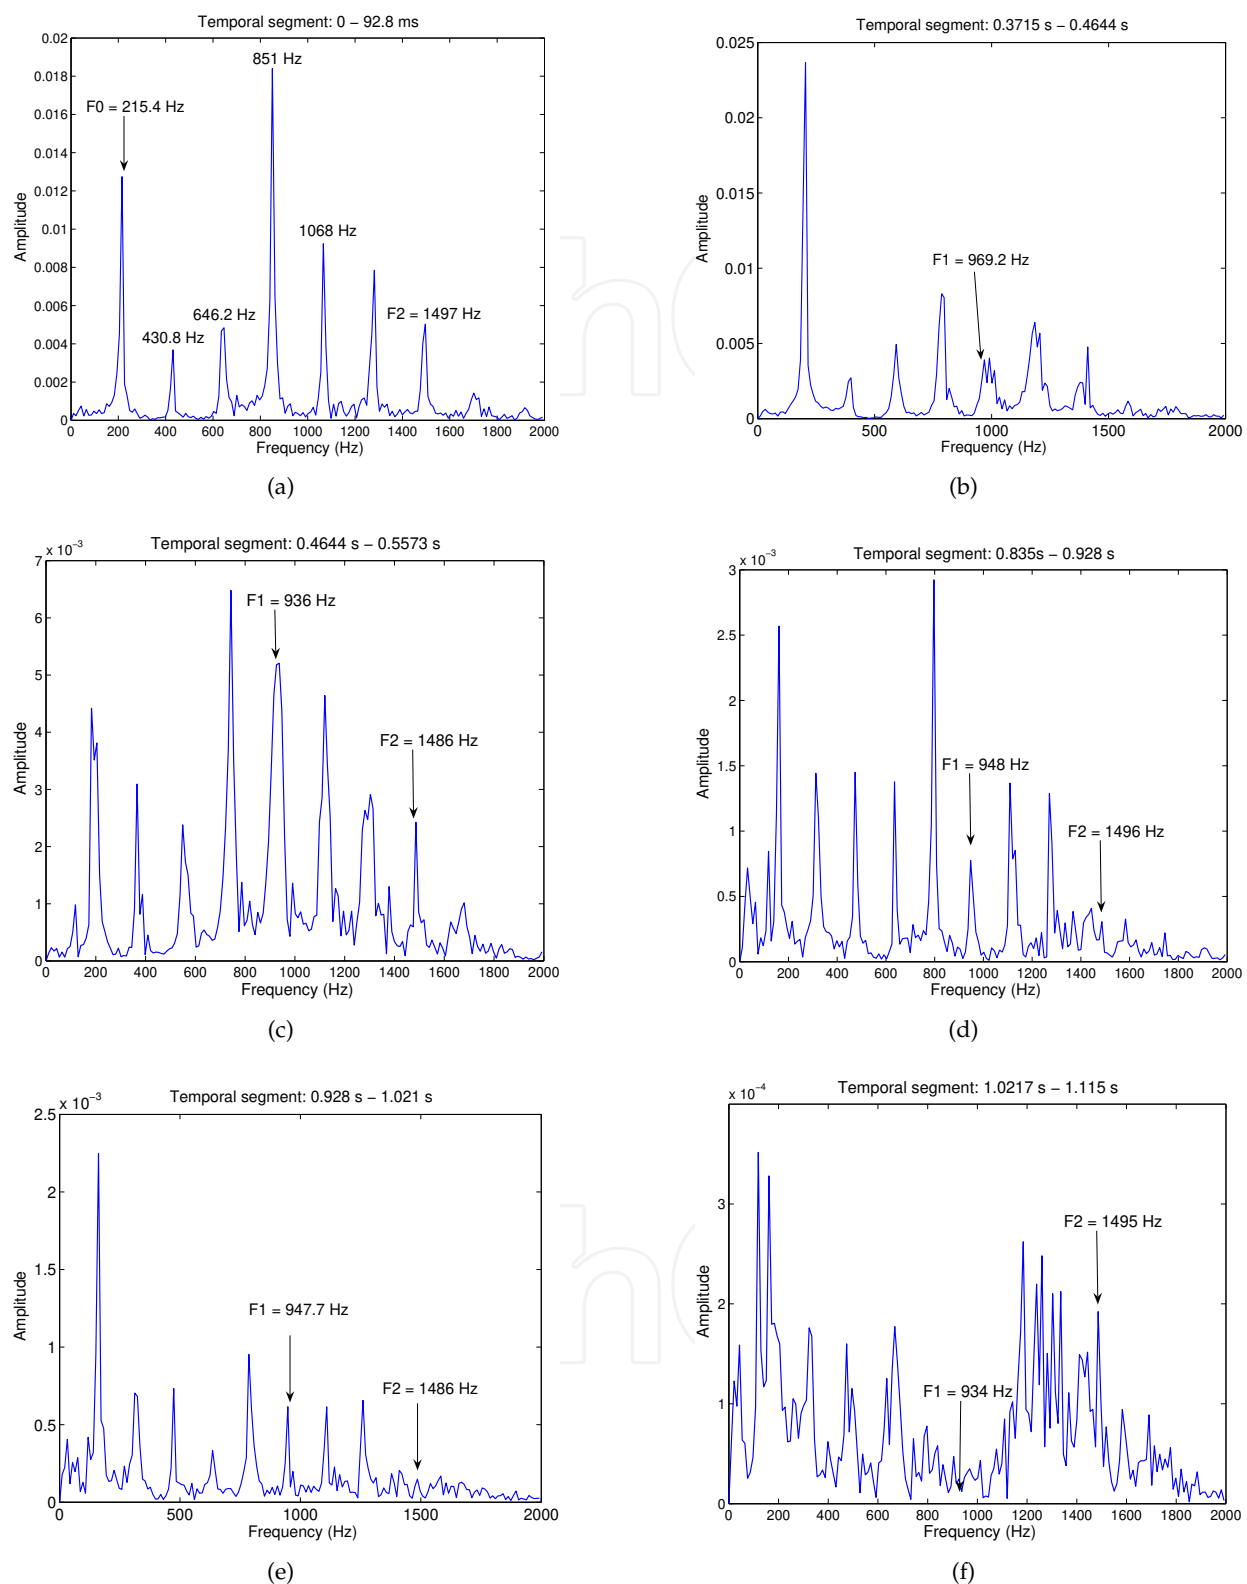 Temporal segment: 0 − 92.8 ms
0.02
0.018
0.016
0.014
0.012
0.01
0.008
0.006
0.004
0.002
0
Amplitude
F0 = 215.4 Hz
430.8 Hz
646.2 Hz
851 Hz
1068 Hz
F2 = 1497 Hz
0 200 400 600 800 1000 1200 1400 1600 1800 2000
Frequency (Hz)
(a)
Temporal segment: 0.3715 s − 0.4644 s
0.025
0.02
0.015
0.01
0.005
0
Amplitude
F1 = 969.2 Hz
0 500 1000 1500 2000
Frequency (Hz)
(b)
Temporal segment: 0.4644 s − 0.5573 s
x 10⁻³
7
6
5
4
3
2
1
0
Amplitude
F1 = 936 Hz
F2 = 1486 Hz
0 200 400 600 800 1000 1200 1400 1600 1800 2000
Frequency (Hz)
(c)
Temporal segment: 0.835s − 0.928 s
x 10⁻³
3
2.5
2
1.5
1
0.5
0
Amplitude
F1 = 948 Hz
F2 = 1496 Hz
0 200 400 600 800 1000 1200 1400 1600 1800 2000
Frequency (Hz)
(d)
Temporal segment: 0.928 s − 1.021 s
x 10⁻³
2.5
2
1.5
1
0.5
0
Amplitude
F1 = 947.7 Hz
F2 = 1486 Hz
0 500 1000 1500 2000
Frequency (Hz)
(e)
Temporal segment: 1.0217 s − 1.115 s
x 10⁻⁴
3
2
1
0
Amplitude
F1 = 934 Hz
F2 = 1495 Hz
0 200 400 600 800 1000 1200 1400 1600 1800 2000
Frequency (Hz)
(f)